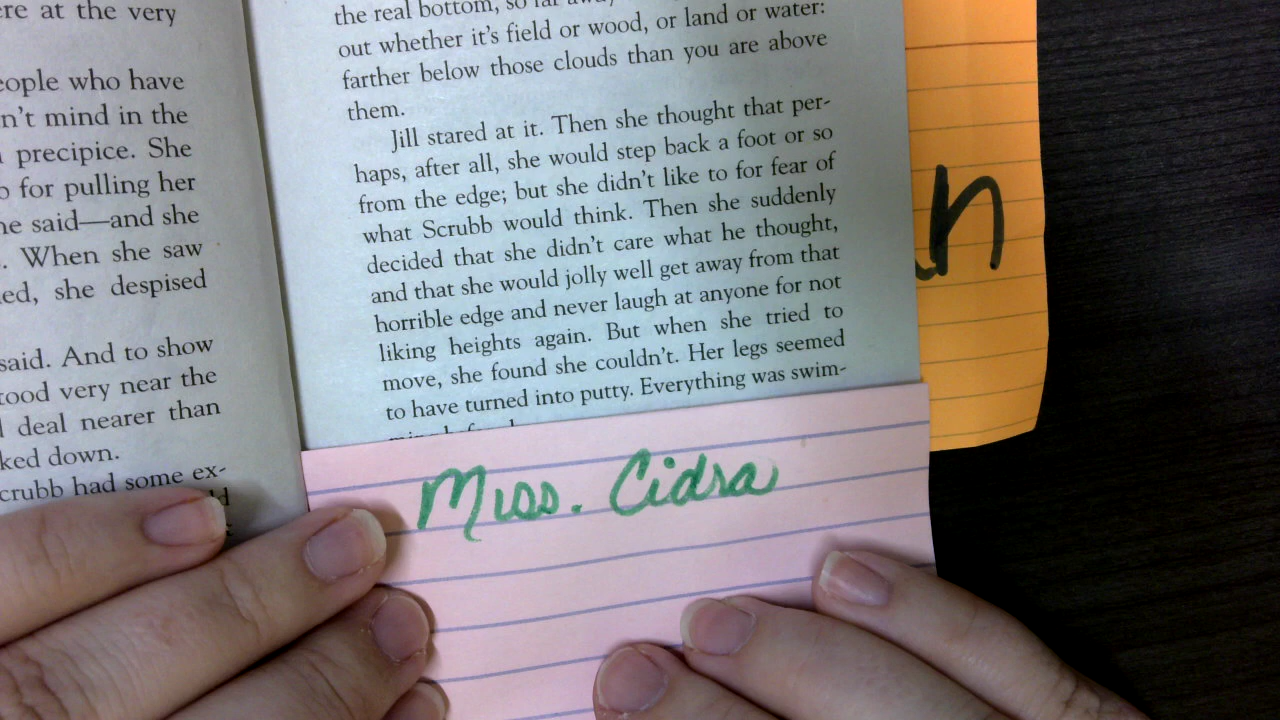 ere at the very
eople who have
n't mind in the
precipice. She
for pulling her
he said—and she
. When she saw
ed, she despised
said. And to show
tood very near the
deal nearer than
ked down.
crubb had some ex-
the real bottom, so far away
out whether it's field or wood, or land or water:
farther below those clouds than you are above
them.
Jill stared at it. Then she thought that per-
haps, after all, she would step back a foot or so
from the edge; but she didn't like to for fear of
what Scrubb would think. Then she suddenly
decided that she didn't care what he thought,
and that she would jolly well get away from that
horrible edge and never laugh at anyone for not
liking heights again. But when she tried to
move, she found she couldn't. Her legs seemed
to have turned into putty. Everything was swim-
Miss. Cidra
n